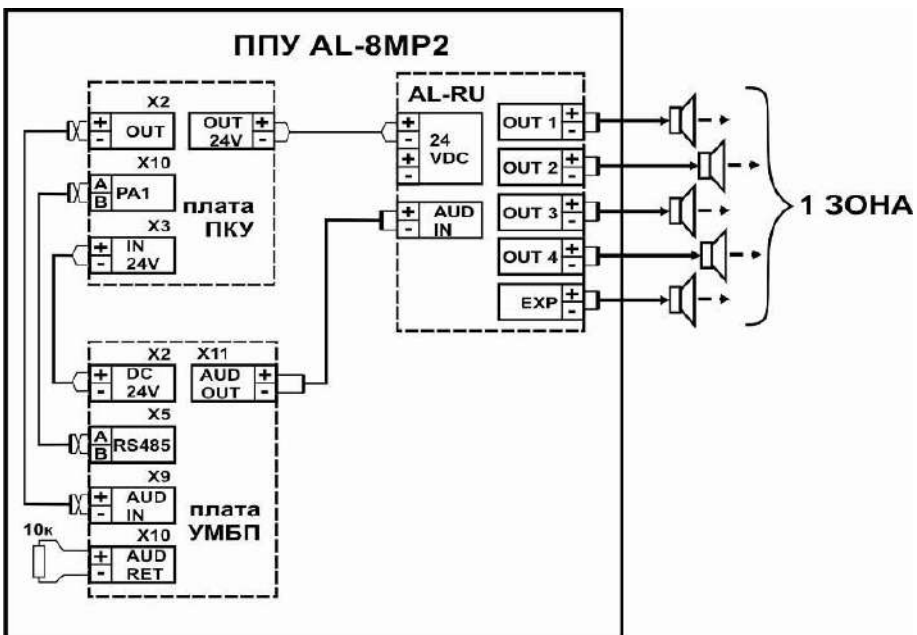 ППУ AL-8MP2
X2
+
-
OUT
OUT
24V
+
-
X10
A
B
PA1
X3
+
-
IN
24V
плата
ПКУ
AL-RU
+
-
+
-
24
VDC
+
-
AUD
IN
OUT 1
+
-
OUT 2
+
-
OUT 3
+
-
OUT 4
+
-
EXP
+
-
1 ЗОНА
X2
+
-
DC
24V
X11
AUD
OUT
+
-
X5
A
B
RS485
X9
+
-
AUD
IN
плата
УМБП
10к
X10
+
-
AUD
RET